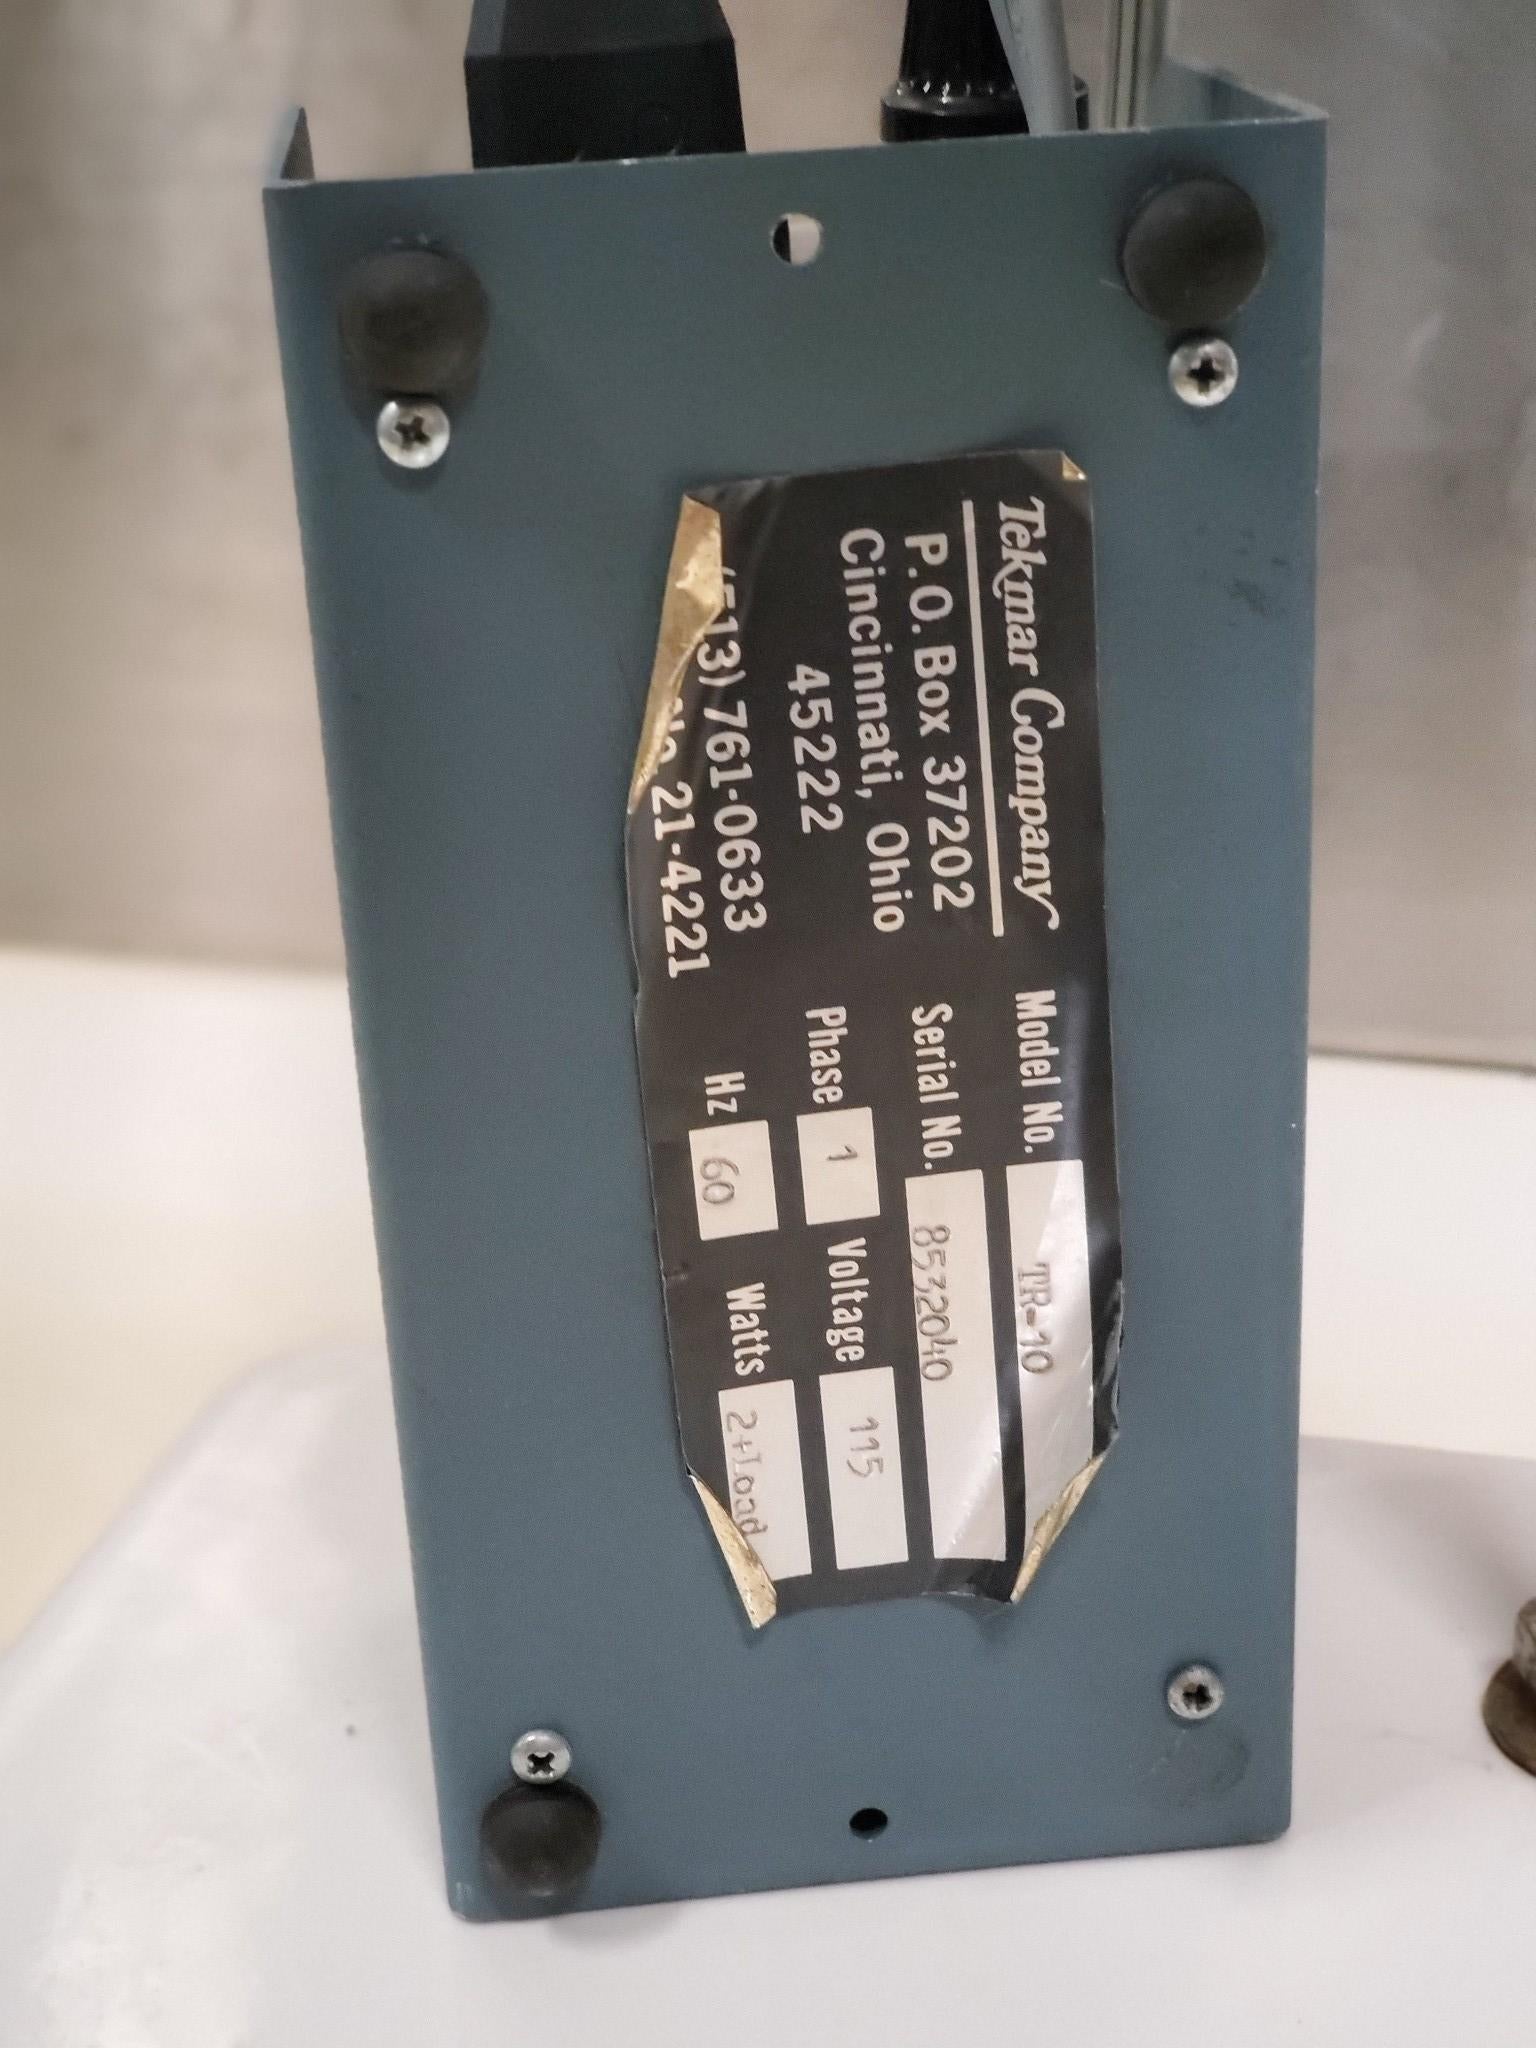 Tekmar Company
P.O. Box 37202
Cincinnati, Ohio
45222
13) 761-0633
21-4221
Model No. TR-10
Serial No. 8532040
Phase 1 Voltage 115
Hz 60 Watts 2+Load